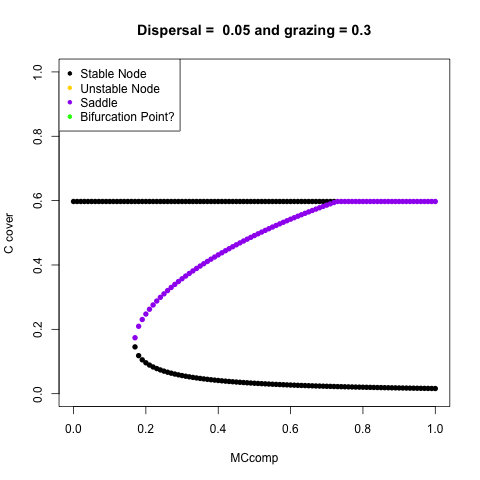 Dispersal =  0.05 and grazing = 0.3
Stable Node
Unstable Node
Saddle
Bifurcation Point?
1.0
0.8
0.6
0.4
0.2
0.0
C cover
0.0 0.2 0.4 0.6 0.8 1.0
MCcomp